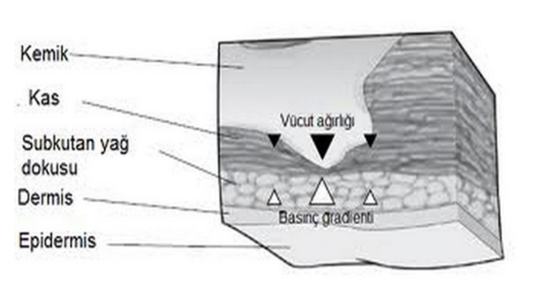 Kemik
Kas
Vücut ağırlığı
Subkutan yağ
dokusu
Dermis
Basınç gradienti
Epidermis